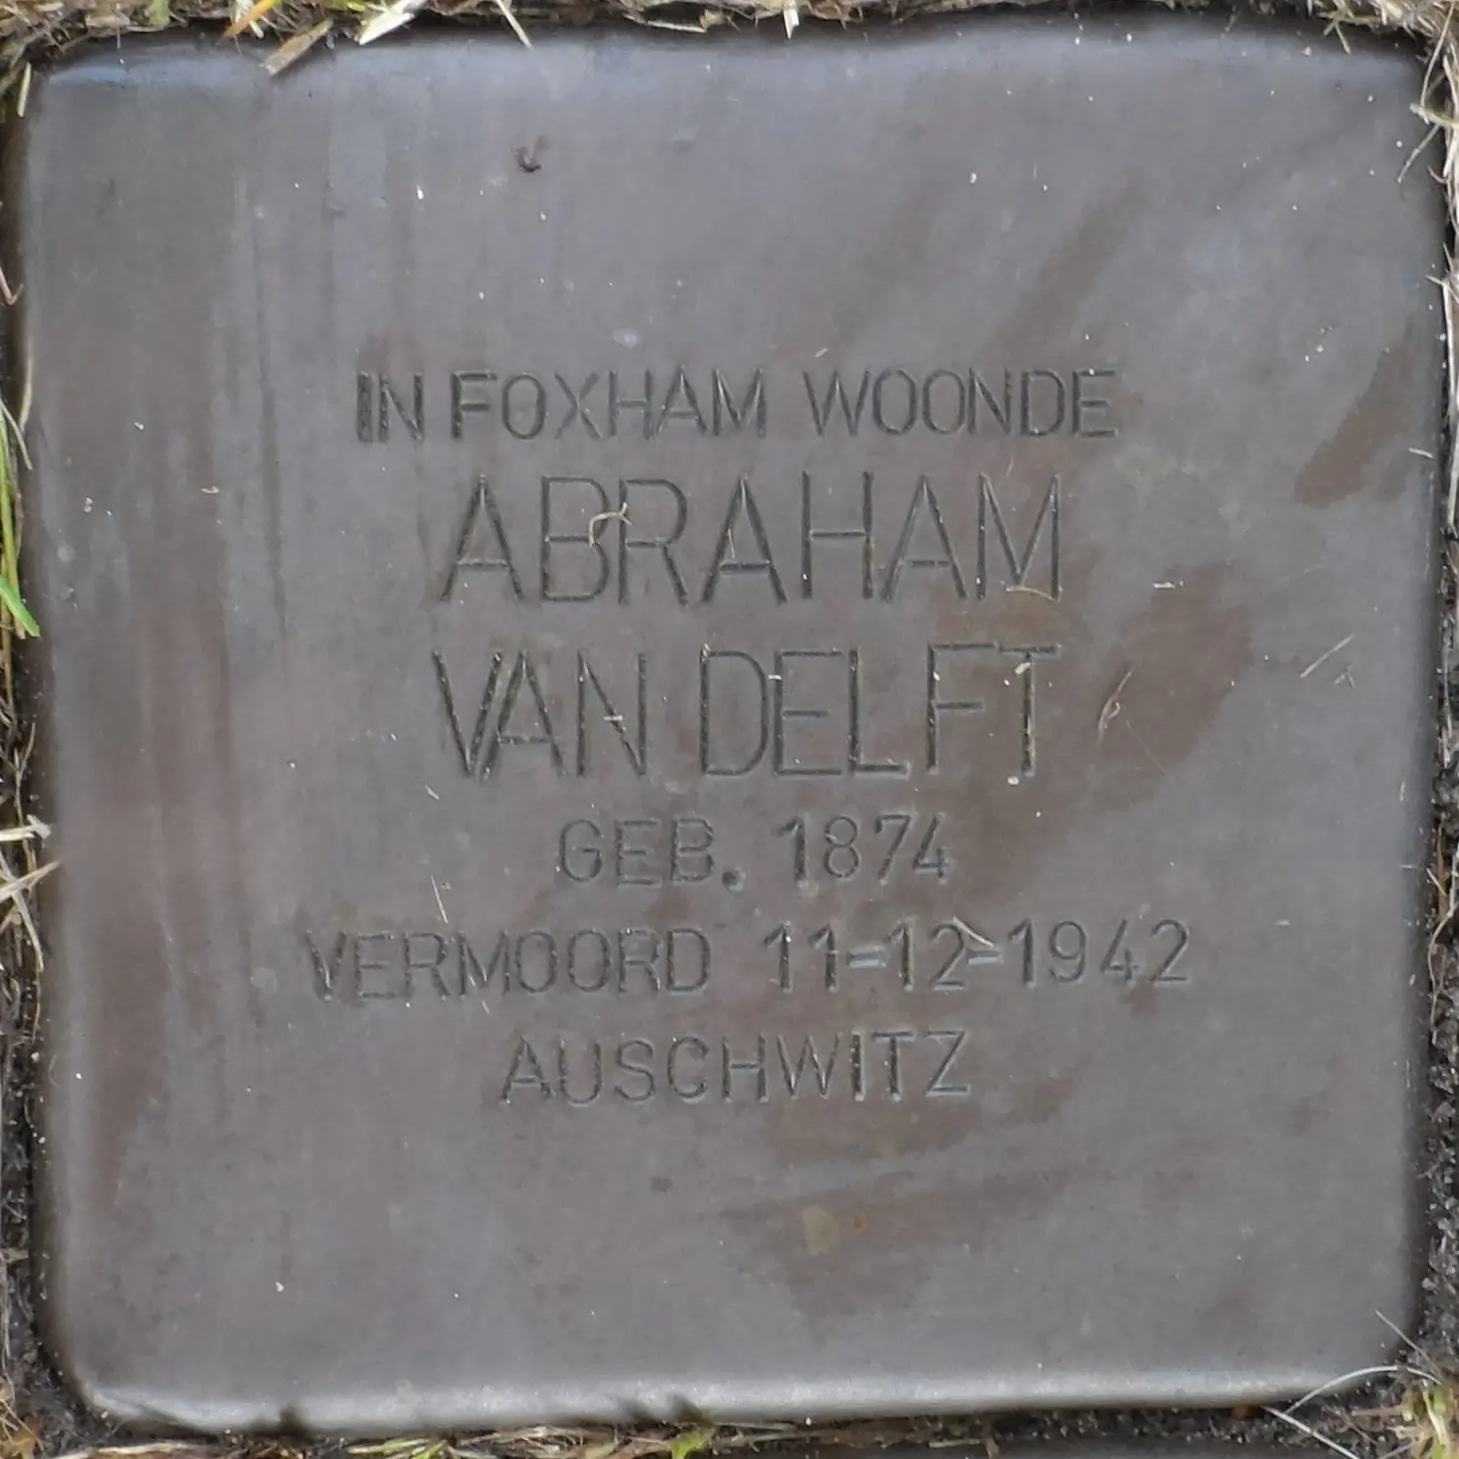 IN FOXHAM WOONDE
ABRAHAM
VAN DELFT
GEB. 1874
VERMOORD 11-12-1942
AUSCHWITZ